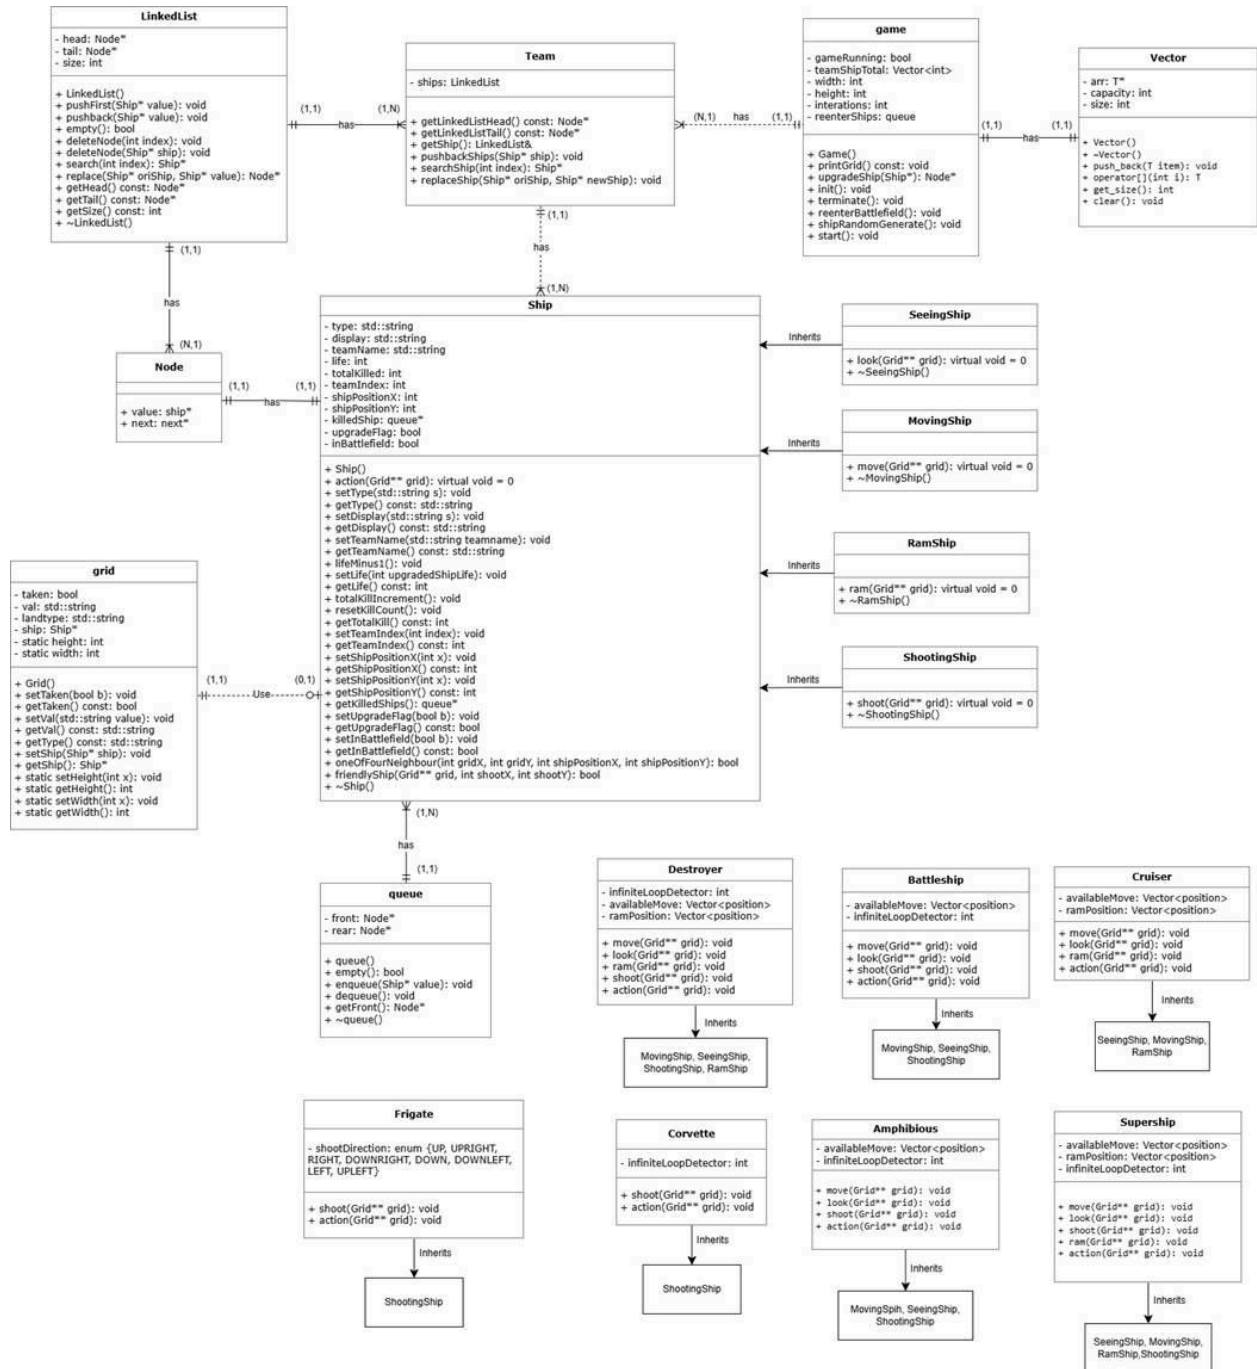 LinkedList
- head: Node*
- tail: Node*
- size: int
+ LinkedList()
+ pushFirst(Ship* value): void
+ pushback(Ship* value): void
+ empty(): bool
+ deleteNode(int index): void
+ deleteNode(Ship* ship): void
+ search(int index): Ship*
+ replace(Ship* oriShip, Ship* value): Node*
+ getHead() const: Node*
+ getTail() const: Node*
+ getSize() const: int
+ ~LinkedList()
(1,1)
has
(1,N)
Team
- ships: LinkedList
+ getLinkedListHead() const: Node*
+ getLinkedListTail() const: Node*
+ getShip(): LinkedList&
+ pushbackShips(Ship* ship): void
+ searchShip(int index): Ship*
+ replaceShip(Ship* oriShip, Ship* newShip): void
(N,1)
has
(1,1)
game
- gameRunning: bool
- teamShipTotal: Vector<int>
- width: int
- height: int
- interations: int
- reenterShips: queue
+ Game()
+ printGrid() const: void
+ upgradeShip(Ship*): Node*
+ init(): void
+ terminate(): void
+ reenterBattlefield(): void
+ shipRandomGenerate(): void
+ start(): void
(1,1)
has
(1,1)
Vector
- arr: T*
- capacity: int
- size: int
+ Vector()
+ ~Vector()
+ push_back(T item): void
+ operator[](int i): T
+ get_size(): int
+ clear(): void
(1,1)
has
(N,1)
(1,1)
has
(1,N)
Node
+ value: ship*
+ next: next*
(1,1)
has
(1,1)
Ship
- type: std::string
- display: std::string
- teamName: std::string
- life: int
- totalKilled: int
- teamIndex: int
- shipPositionX: int
- shipPositionY: int
- killedShip: queue*
- upgradeFlag: bool
- inBattlefield: bool
+ Ship()
+ action(Grid** grid): virtual void = 0
+ setType(std::string s): void
+ getType() const: std::string
+ setDisplay(std::string s): void
+ getDisplay() const: std::string
+ setTeamName(std::string teamname): void
+ getTeamName() const: std::string
+ lifeMinus1(): void
+ setLife(int upgradedShipLife): void
+ getLife() const: int
+ totalKillIncrement(): void
+ resetKillCount(): void
+ getTotalKill() const: int
+ setTeamIndex(int index): void
+ getTeamIndex() const: int
+ setShipPositionX(int x): void
+ getShipPositionX() const: int
+ setShipPositionY(int x): void
+ getShipPositionY() const: int
+ getKilledShips(): queue*
+ setUpgradeFlag(bool b): void
+ getUpgradeFlag() const: bool
+ setInBattlefield(bool b): void
+ getInBattlefield() const: bool
+ oneOfFourNeighbour(int gridX, int gridY, int shipPositionX, int shipPositionY): bool
+ friendlyShip(Grid** grid, int shootX, int shootY): bool
+ ~Ship()
Inherits
SeeingShip
+ look(Grid** grid): virtual void = 0
+ ~SeeingShip()
Inherits
MovingShip
+ move(Grid** grid): virtual void = 0
+ ~MovingShip()
Inherits
RamShip
+ ram(Grid** grid): virtual void = 0
+ ~RamShip()
Inherits
ShootingShip
+ shoot(Grid** grid): virtual void = 0
+ ~ShootingShip()
grid
- taken: bool
- val: std::string
- landtype: std::string
- ship: Ship*
- static height: int
- static width: int
+ Grid()
+ setTaken(bool b): void
+ getTaken() const: bool
+ setVal(std::string value): void
+ getVal() const: std::string
+ getType() const: std::string
+ setShip(Ship* ship): void
+ getShip(): Ship*
+ static setHeight(int x): void
+ static getHeight(): int
+ static setWidth(int x): void
+ static getWidth(): int
(1,1)
Use
(0,1)
(1,N)
has
(1,1)
queue
- front: Node*
- rear: Node*
+ queue()
+ empty(): bool
+ enqueue(Ship* value): void
+ dequeue(): void
+ getFront(): Node*
+ ~queue()
Destroyer
- infiniteLoopDetector: int
- availableMove: Vector<position>
- ramPosition: Vector<position>
+ move(Grid** grid): void
+ look(Grid** grid): void
+ ram(Grid** grid): void
+ shoot(Grid** grid): void
+ action(Grid** grid): void
Inherits
MovingShip, SeeingShip,
ShootingShip, RamShip
Battleship
- availableMove: Vector<position>
- infiniteLoopDetector: int
+ move(Grid** grid): void
+ look(Grid** grid): void
+ shoot(Grid** grid): void
+ action(Grid** grid): void
Inherits
MovingShip, SeeingShip,
ShootingShip
Cruiser
- availableMove: Vector<position>
- ramPosition: Vector<position>
+ move(Grid** grid): void
+ look(Grid** grid): void
+ ram(Grid** grid): void
+ action(Grid** grid): void
Inherits
SeeingShip, MovingShip,
RamShip
Frigate
- shootDirection: enum {UP, UPRIGHT,
RIGHT, DOWNRIGHT, DOWN, DOWNLEFT,
LEFT, UPLEFT}
+ shoot(Grid** grid): void
+ action(Grid** grid): void
Inherits
ShootingShip
Corvette
- infiniteLoopDetector: int
+ shoot(Grid** grid): void
+ action(Grid** grid): void
Inherits
ShootingShip
Amphibious
- availableMove: Vector<position>
- infiniteLoopDetector: int
+ move(Grid** grid): void
+ look(Grid** grid): void
+ shoot(Grid** grid): void
+ action(Grid** grid): void
Inherits
MovingSpih, SeeingShip,
ShootingShip
Supership
- availableMove: Vector<position>
- ramPosition: Vector<position>
- infiniteLoopDetector: int
+ move(Grid** grid): void
+ look(Grid** grid): void
+ shoot(Grid** grid): void
+ ram(Grid** grid): void
+ action(Grid** grid): void
Inherits
SeeingShip, MovingShip,
RamShip,ShootingShip